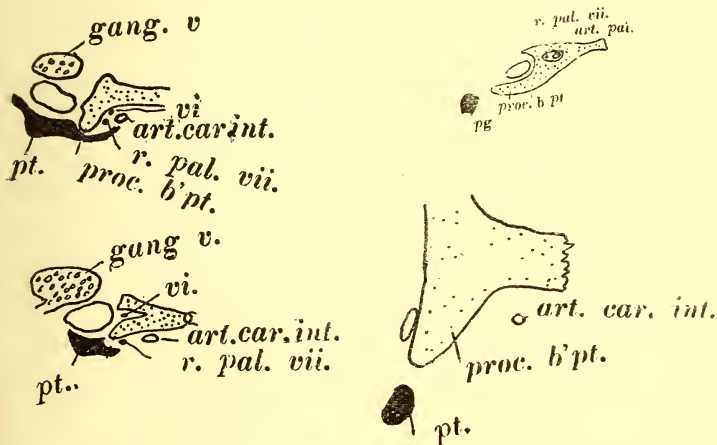 gang. v
vi
art.car.int.
r. pal. vii.
pt.
proc. b'pt.
r. pal. vii.
art. pal.
proc. b pt
pg
gang v.
vi.
art.car.int.
r. pal. vii.
pt..
art. car. int.
proc. b'pt.
pt.